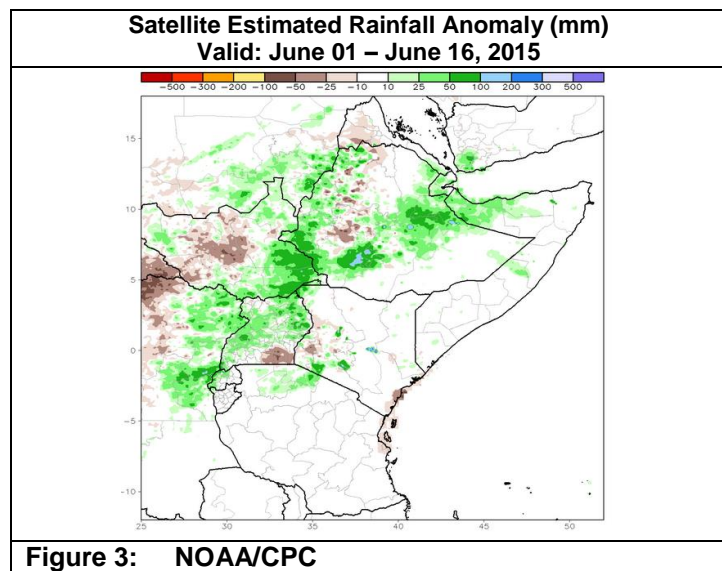 Satellite Estimated Rainfall Anomaly (mm)
Valid: June 01 – June 16, 2015
-500 -300 -200 -100 -50 -25 -10 10 25 50 100 200 300 500
15
10
5
0
-5
-10
25 30 35 40 45 50
Figure 3: NOAA/CPC